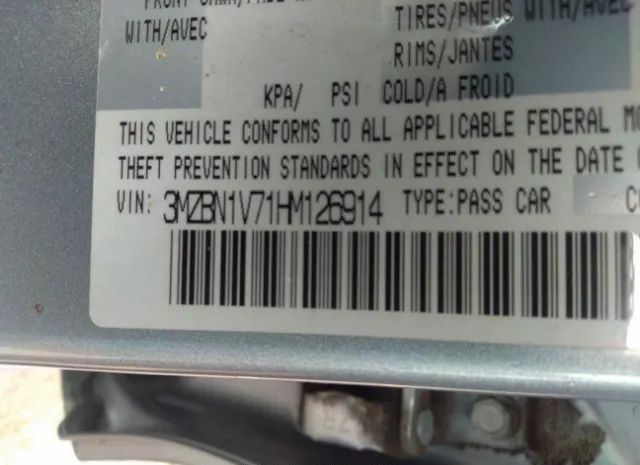 WITH/AVEC
TIRES/PNEUS WITH/AVEC
RIMS/JANTES
KPA/ PSI COLD/A FROID
THIS VEHICLE CONFORMS TO ALL APPLICABLE FEDERAL MO
THEFT PREVENTION STANDARDS IN EFFECT ON THE DATE
VIN: 3MZBN1V71HM126914 TYPE:PASS CAR